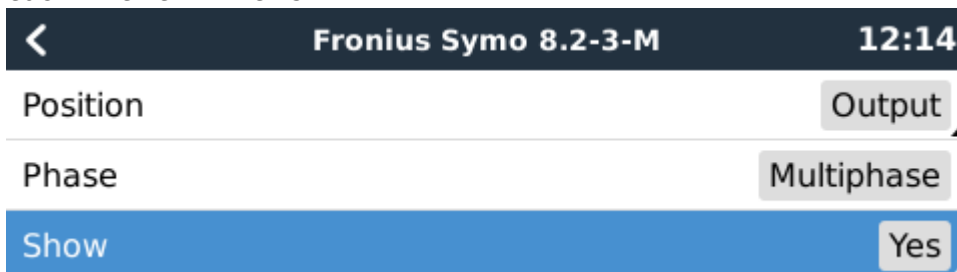 Fronius Symo 8.2-3-M 12:14
Position Output
Phase Multiphase
Show Yes